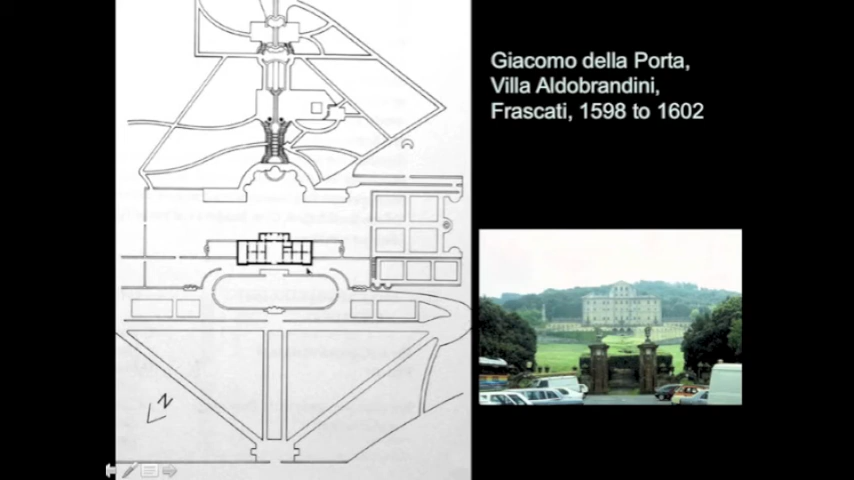 Giacomo della Porta,
Villa Aldobrandini,
Frascati, 1598 to 1602
N